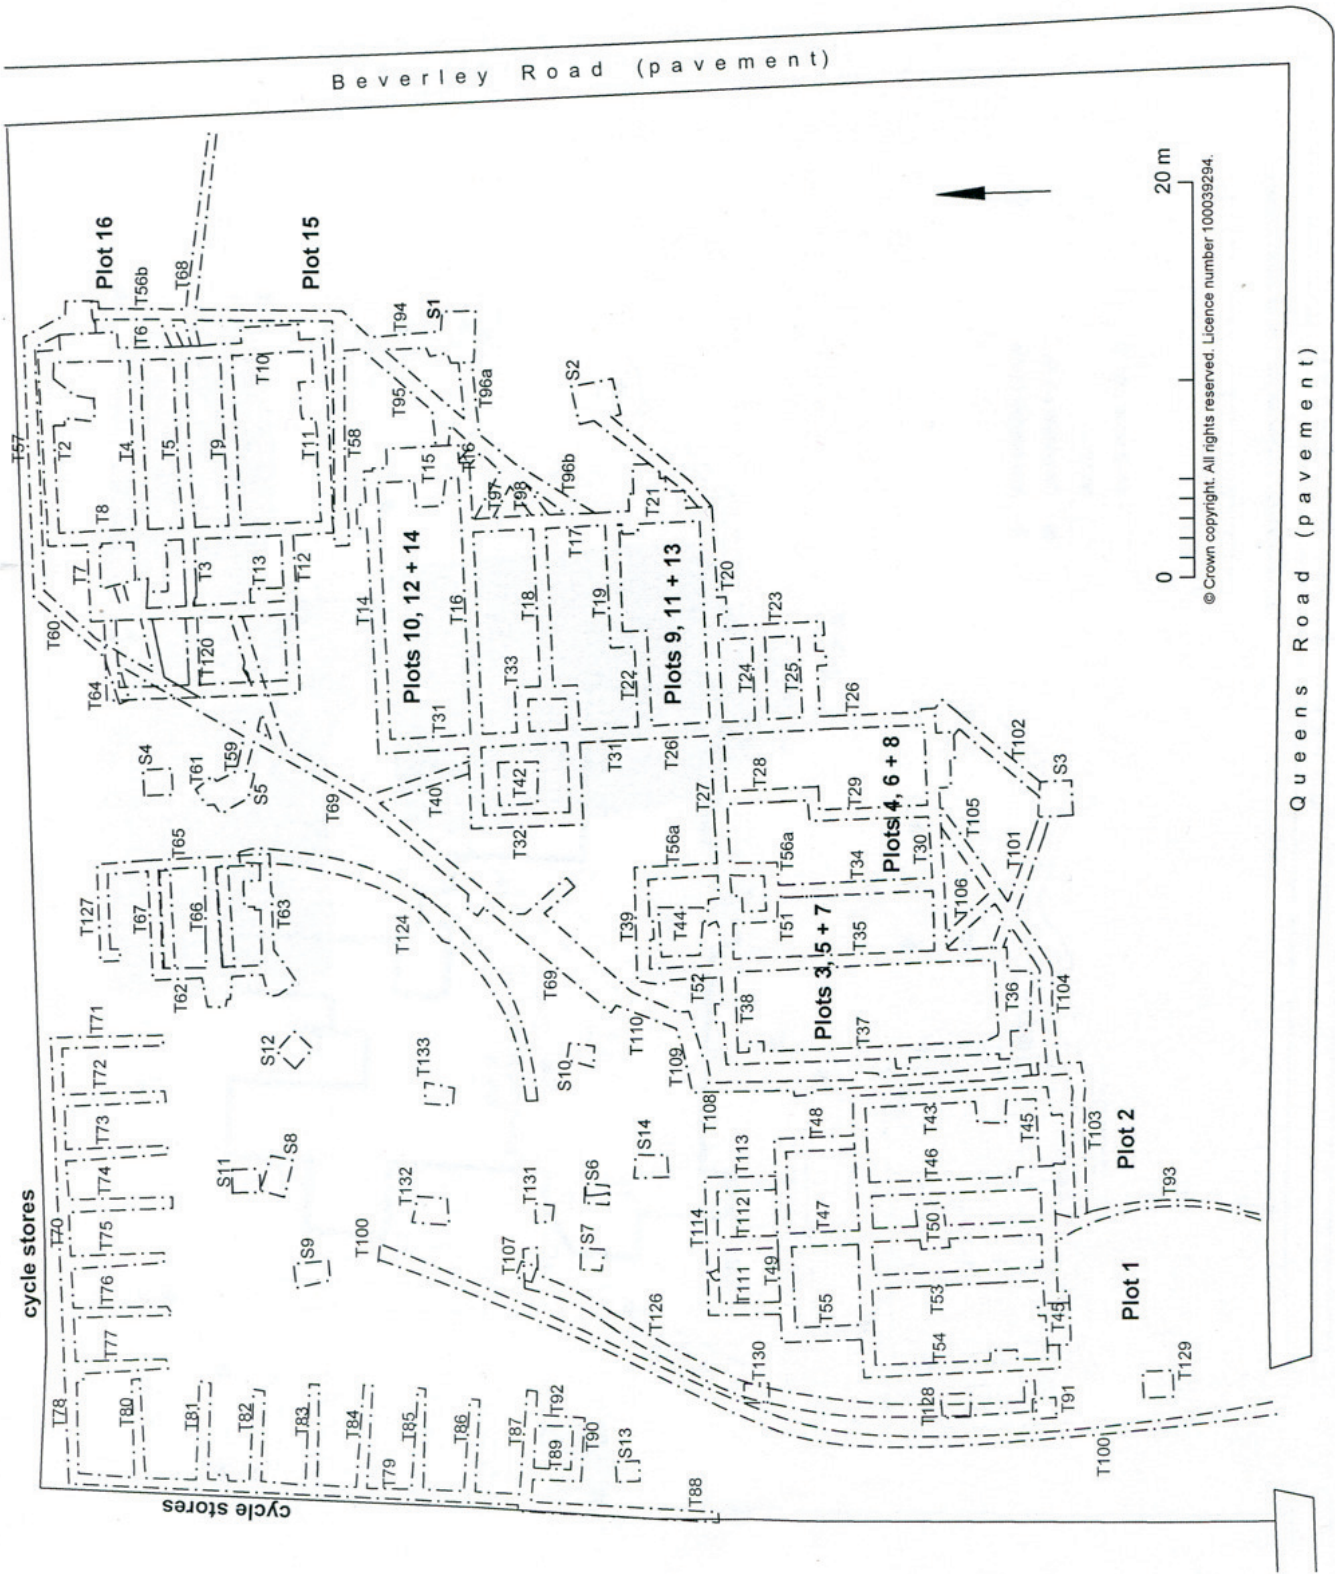 Beverley Road (pavement)
Plot 16
T56b
T68
Plot 15
T57
T2
T4
T5
T9
T6
T10
T11
T58
T94
S1
T95
T96a
S2
T8
T7
T3
T13
T12
T15
T16
T97
T98
T96b
T17
T21
T60
T64
T120
T14
Plots 10, 12 + 14
T16
T18
T19
Plots 9, 11 + 13
T20
T23
T33
T22
T24
T25
T31
T31
T26
T26
S4
T61
T59
S5
T69
T40
T42
T32
T27
T28
T29
Plots 4, 6 + 8
T102
S3
T65
T127
T67
T66
T63
T62
T124
T56a
T56a
T34
T30
T105
T101
T106
T39
T44
T51
T35
T52
T69
T38
Plots 3, 5 + 7
T37
T36
T104
T110
T109
T108
T71
T72
T73
T74
T70
T75
T76
T77
S12
T133
S10
S11
S8
S9
T132
T131
S6
S14
T100
T107
S7
T126
T114
T113
T112
T111
T49
T48
T47
T55
T43
T46
T50
T53
T54
T45
T45
T103
Plot 2
Plot 1
T93
cycle stores
T78
T80
T81
T82
T83
T84
T85
T86
T87
T79
T92
T89
T90
S13
T88
cycle stores
T130
T128
T91
T129
T100
0
20 m
© Crown copyright. All rights reserved. Licence number 100039294.
Queens Road (pavement)